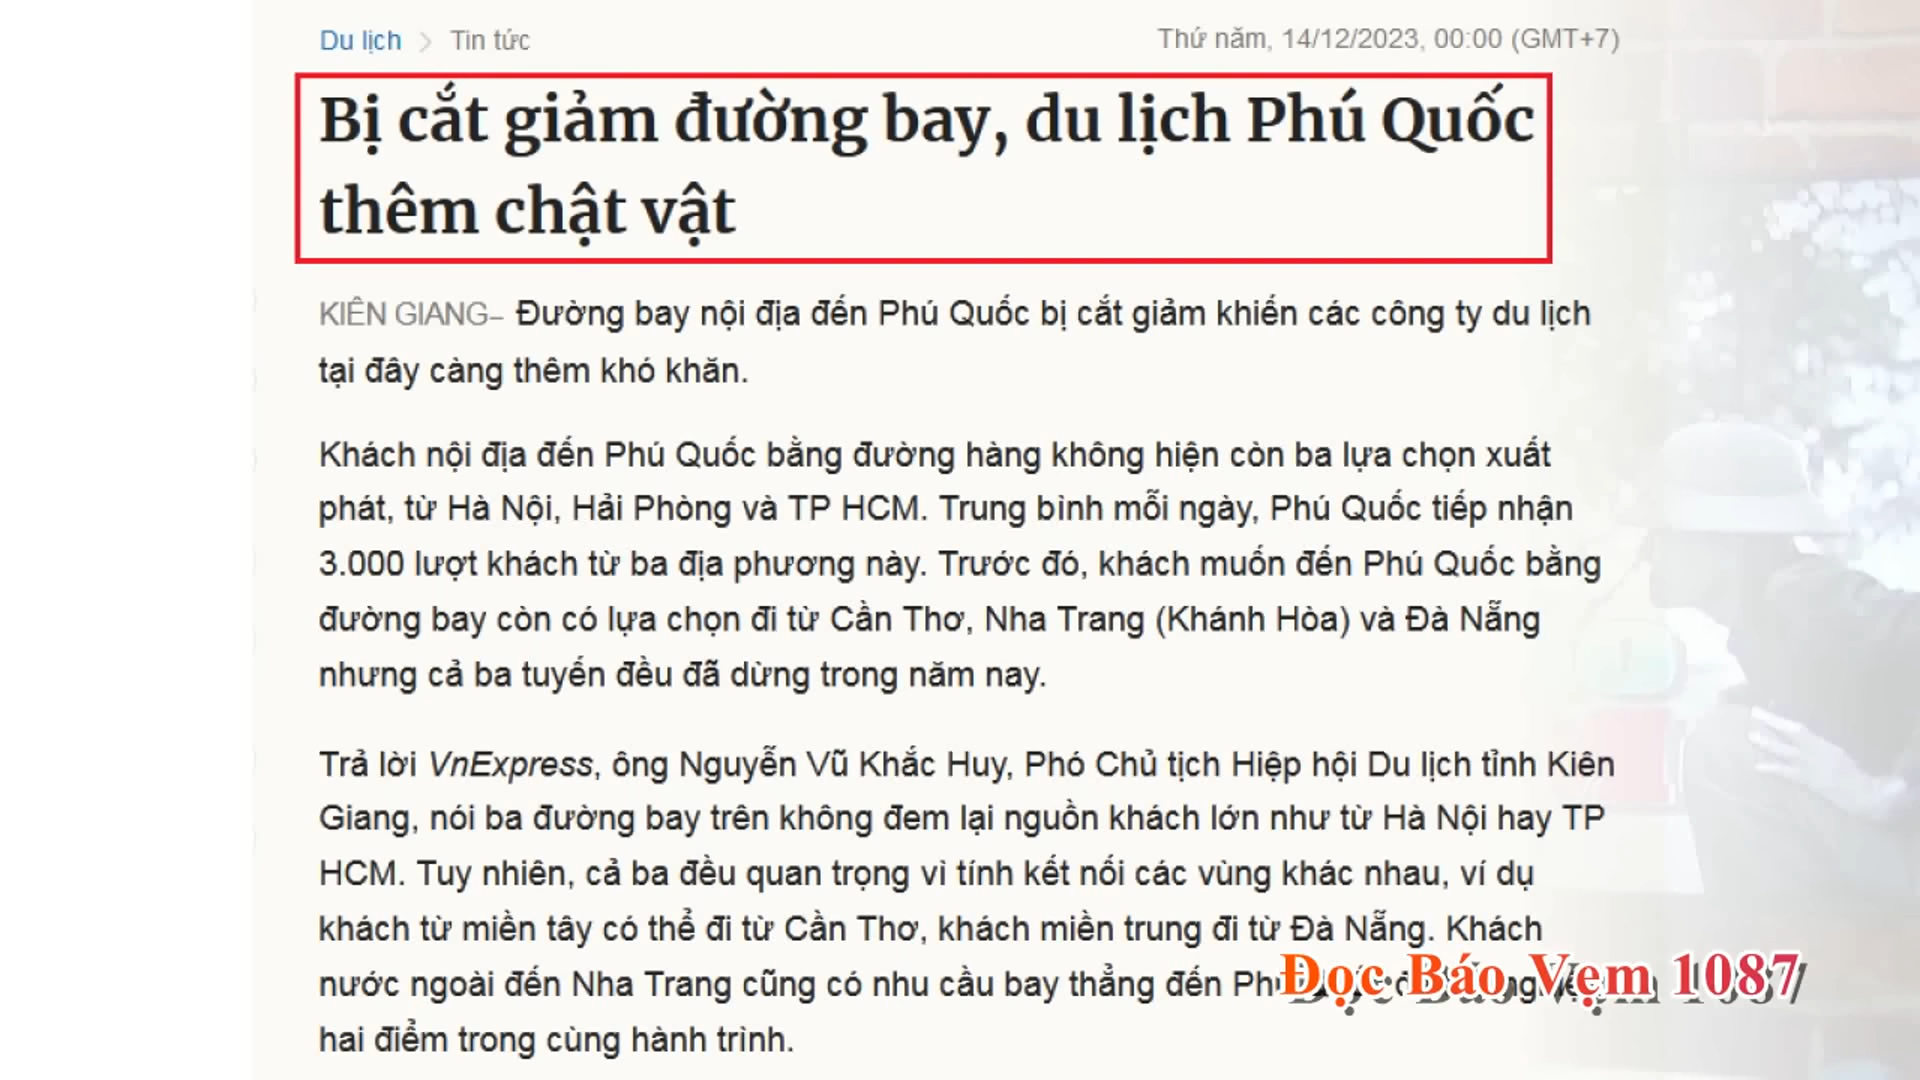 Du lịch > Tin tức
Thứ năm, 14/12/2023, 00:00 (GMT+7)
Bị cắt giảm đường bay, du lịch Phú Quốc
thêm chật vật
KIÊN GIANG– Đường bay nội địa đến Phú Quốc bị cắt giảm khiến các công ty du lịch
tại đây càng thêm khó khăn.
Khách nội địa đến Phú Quốc bằng đường hàng không hiện còn ba lựa chọn xuất
phát, từ Hà Nội, Hải Phòng và TP HCM. Trung bình mỗi ngày, Phú Quốc tiếp nhận
3.000 lượt khách từ ba địa phương này. Trước đó, khách muốn đến Phú Quốc bằng
đường bay còn có lựa chọn đi từ Cần Thơ, Nha Trang (Khánh Hòa) và Đà Nẵng
nhưng cả ba tuyến đều đã dừng trong năm nay.
Trả lời VnExpress, ông Nguyễn Vũ Khắc Huy, Phó Chủ tịch Hiệp hội Du lịch tỉnh Kiên
Giang, nói ba đường bay trên không đem lại nguồn khách lớn như từ Hà Nội hay TP
HCM. Tuy nhiên, cả ba đều quan trọng vì tính kết nối các vùng khác nhau, ví dụ
khách từ miền tây có thể đi từ Cần Thơ, khách miền trung đi từ Đà Nẵng. Khách
nước ngoài đến Nha Trang cũng có nhu cầu bay thẳng đến
Đọc Báo Vẹm 1087
hai điểm trong cùng hành trình.